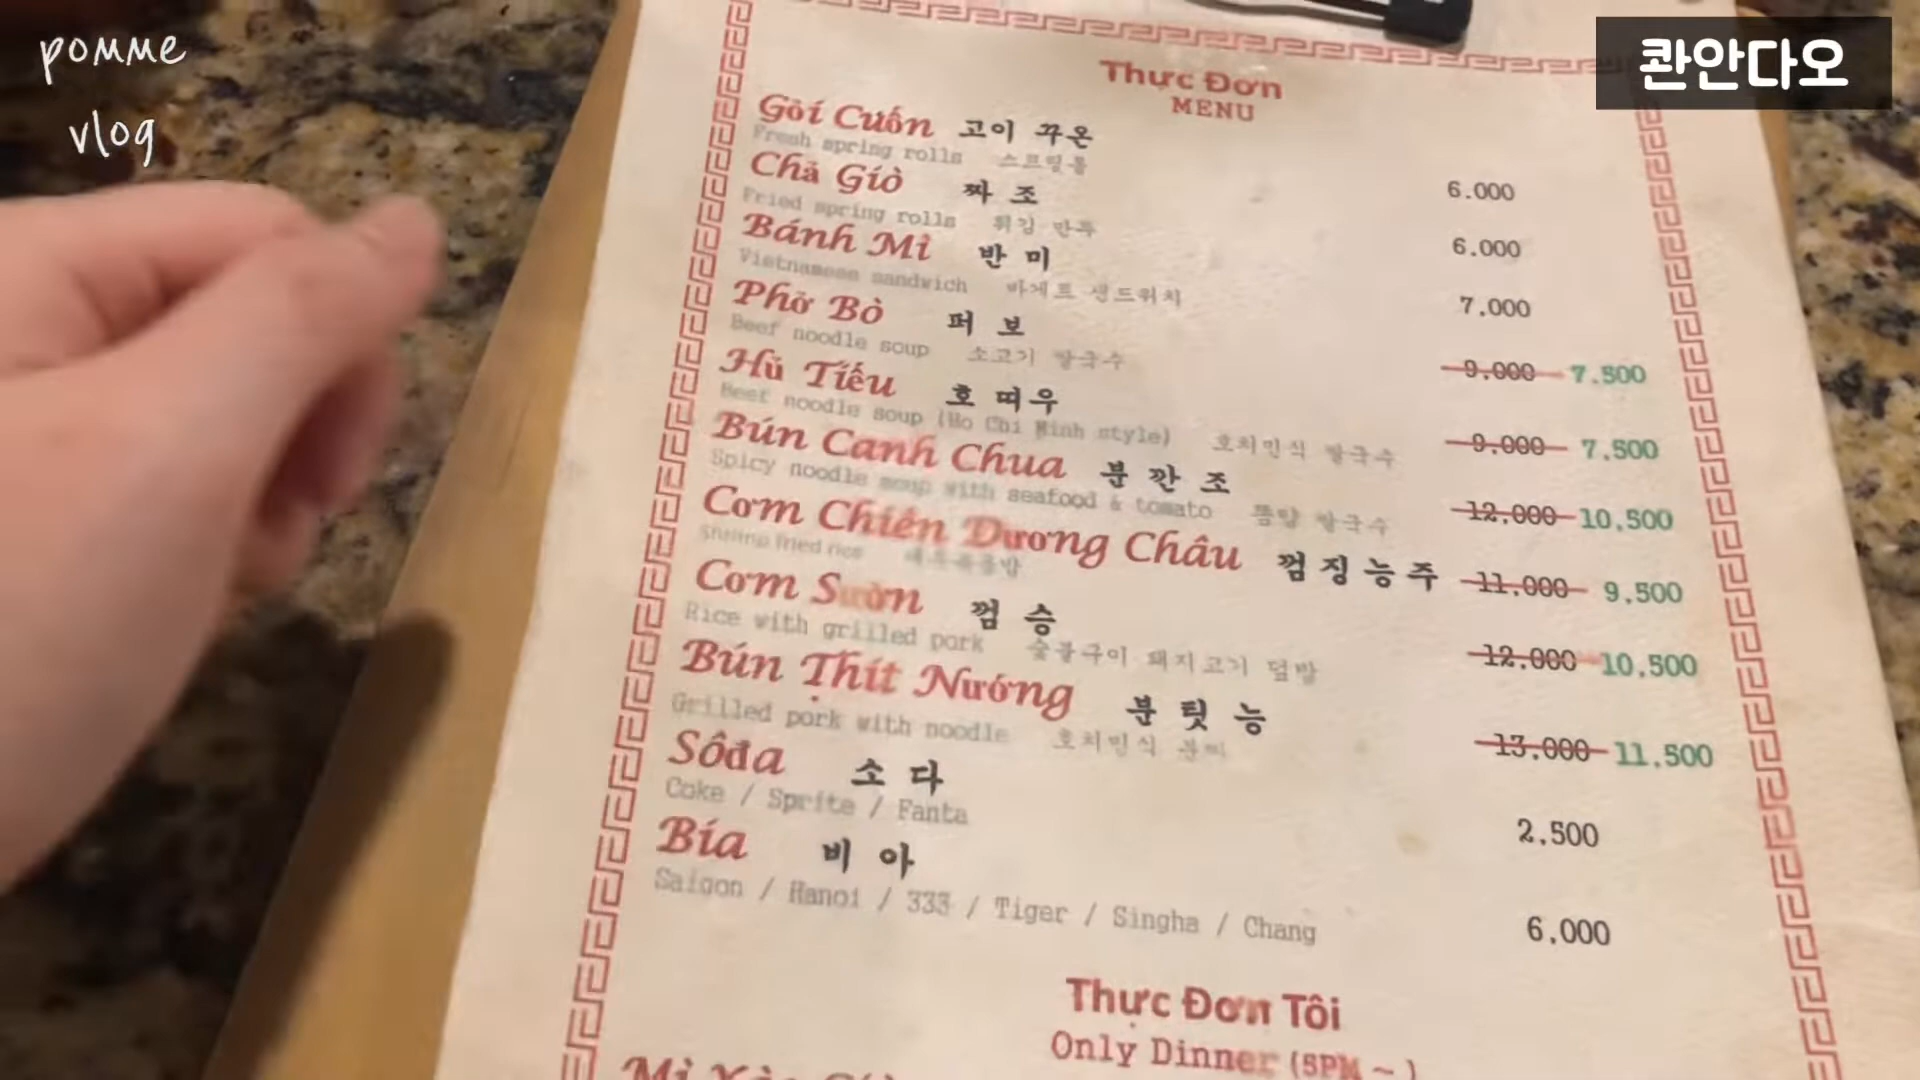 pomme
vlog
콴안다오
Thực Đơn
MENU
Gỏi Cuốn 고이 꾸온
Fresh spring rolls 스프링롤
6.000
Chả Giò 짜 조
Fried spring rolls 튀김 만두
6.000
Bánh Mì 반 미
Vietnamese sandwich 바게트 샌드위치
7.000
Phở Bò 퍼 보
Beef noodle soup 소고기 쌀국수
9.000 7.500
Hủ Tiếu 호 띠우
Beef noodle soup (Ho Chi Minh style) 호치민식 쌀국수
9.000 7.500
Bún Canh Chua 분 깐 조
Spicy noodle soup with seafood & tomato 똠양 쌀국수
12.000 10.500
Cơm Chiên Dương Châu 껌 징 능 주
Shrimp fried rice 새우볶음밥
11.000 9.500
Cơm Sườn 껌 승
Rice with grilled pork 숯불구이 돼지고기 덮밥
12.000 10.500
Bún Thịt Nướng 분 팃 능
Grilled pork with noodle 호치민식 분짜
13.000 11.500
Sôđa 소 다
Coke / Sprite / Fanta
2.500
Bia 비 아
Saigon / Hanoi / 333 / Tiger / Singha / Chang
6.000
Thực Đơn Tôi
Only Dinner (5PM ~ )